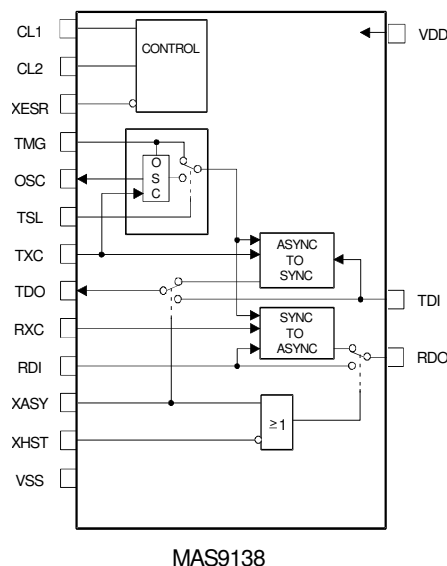 CL1
CL2
XESR
TMG
OSC
TSL
TXC
TDO
RXC
RDI
XASY
XHST
VSS
CONTROL
O
S
C
ASYNC
TO
SYNC
SYNC
TO
ASYNC
≥1
VDD
TDI
RDO
MAS9138